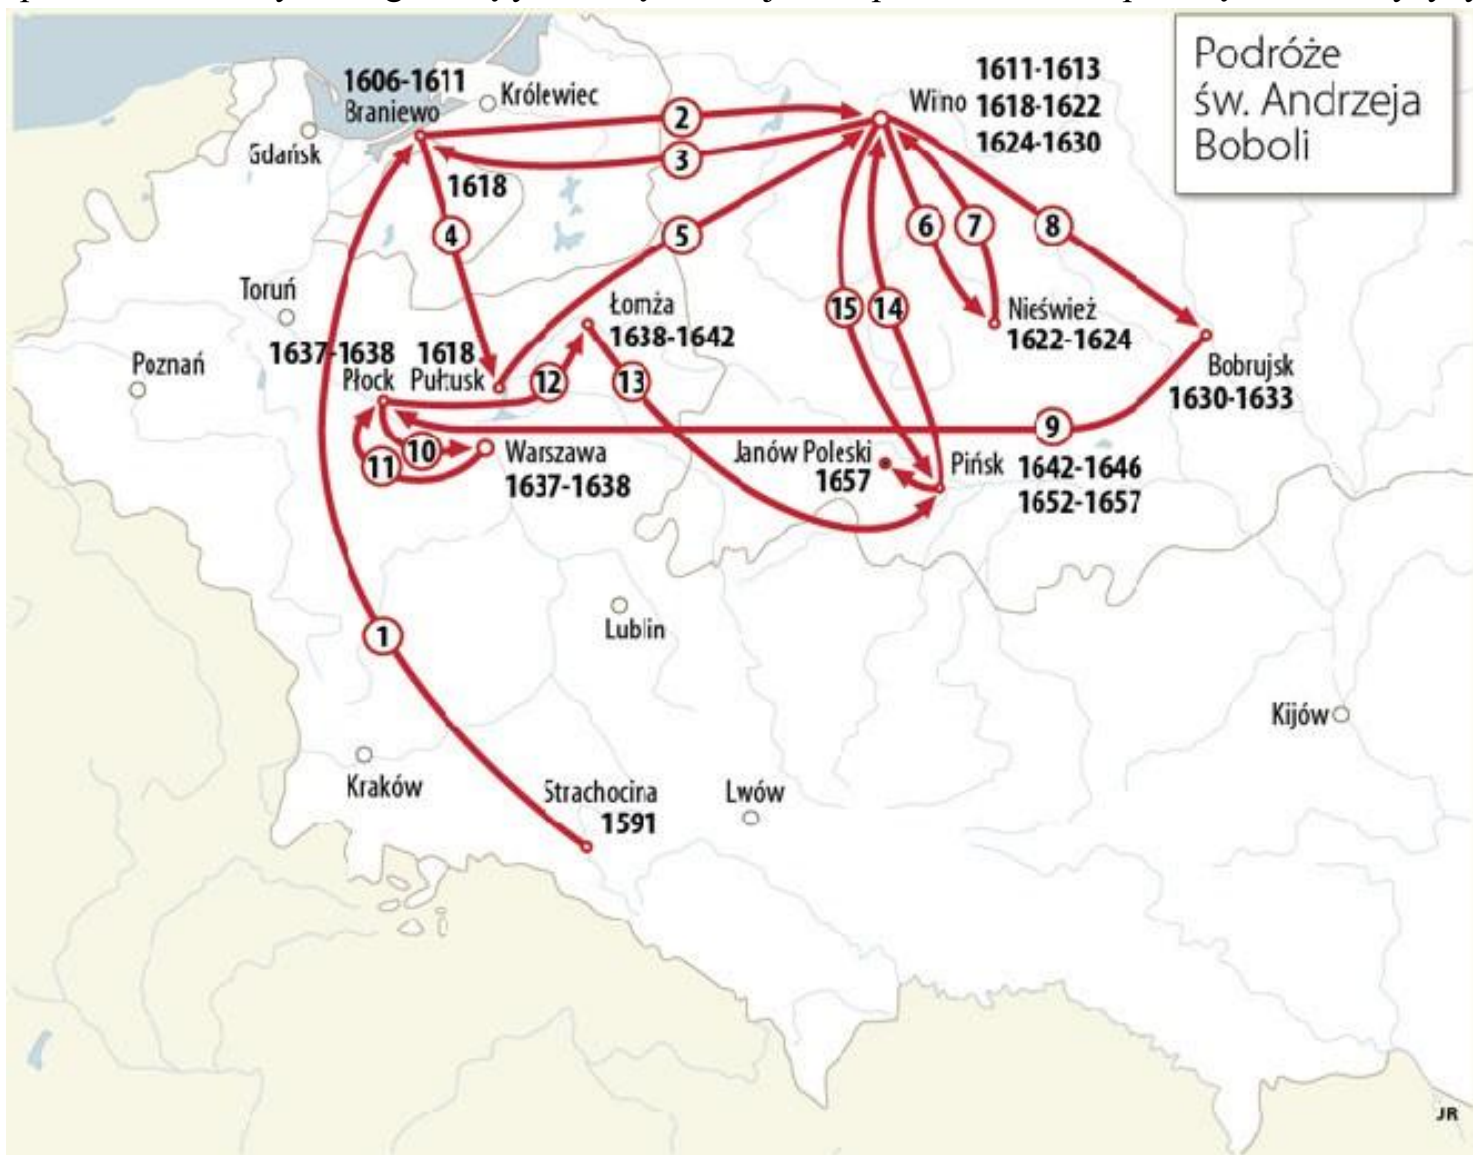 Podróże
św. Andrzeja
Boboli
1606-1611
Braniewo
Królewiec
Gdańsk
1618
Wilno
1611-1613
1618-1622
1624-1630
2
3
4
5
6
7
8
15
14
Toruń
Poznań
1637-1638
Płock
1618
Pułtusk
Łomża
1638-1642
12
13
Nieśwież
1622-1624
Bobrujsk
1630-1633
9
10
11
Warszawa
1637-1638
Janów Poleski
1657
Pińsk
1642-1646
1652-1657
1
Lublin
Kijów
Kraków
Strachocina
1591
Lwów
JR